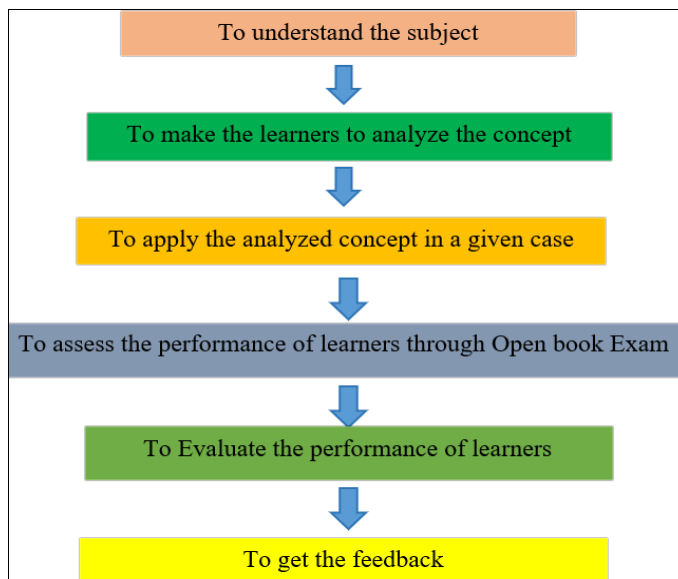 To understand the subject
To make the learners to analyze the concept
To apply the analyzed concept in a given case
To assess the performance of learners through Open book Exam
To Evaluate the performance of learners
To get the feedback